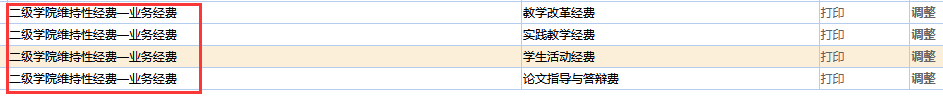 二级学院维持性经费—业务经费 教学改革经费 打印 调整
二级学院维持性经费—业务经费 实践教学经费 打印 调整
二级学院维持性经费—业务经费 学生活动经费 打印 调整
二级学院维持性经费—业务经费 论文指导与答辩费 打印 调整